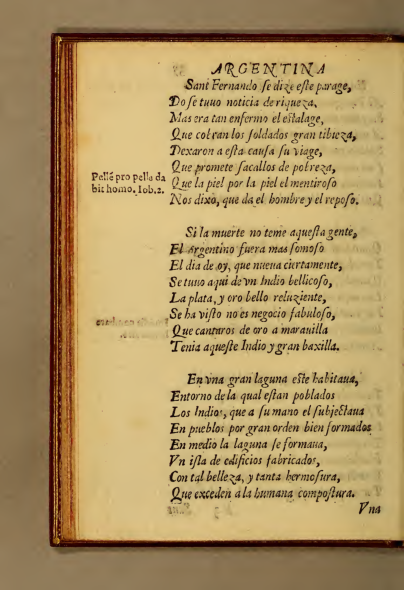 ARGENTINA
Sant Fernando ſe dize eſte parage,
Do ſe tuuo noticia de riqueza,
Mas era tan enfermo el eſtalage,
Que cobran los ſoldados gran tibieza,
Dexaron a eſta cauſa ſu viage,
Que promete ſacallos de pobreza,
Pellē pro pelle da
bit homo. Iob.2.
Que la piel por la piel el mentiroſo
Nos dixo, que da el hombre y el repoſo.
Si la muerte no teme aqueſta gente,
El Argentino fuera mas famoſo
El dia de oy, que nueua ciertamente,
Se tuuo aqui de vn Indio bellicoſo,
La plata, y oro bello reluziente,
Se ha viſto no es negocio fabuloſo,
Que cantaros de oro a marauilla
Tenia aqueſte Indio y gran baxilla.
En vna gran laguna eſte habitaua,
Entorno de la qual eſtan poblados
Los Indios, que a ſu mano el ſubjectaua
En pueblos por gran orden bien formados
En medio la laguna ſe formaua,
Vn iſla de edificios fabricados,
Con tal belleza, y tanta hermoſura,
Que exceden a la humana compoſtura.
Vna